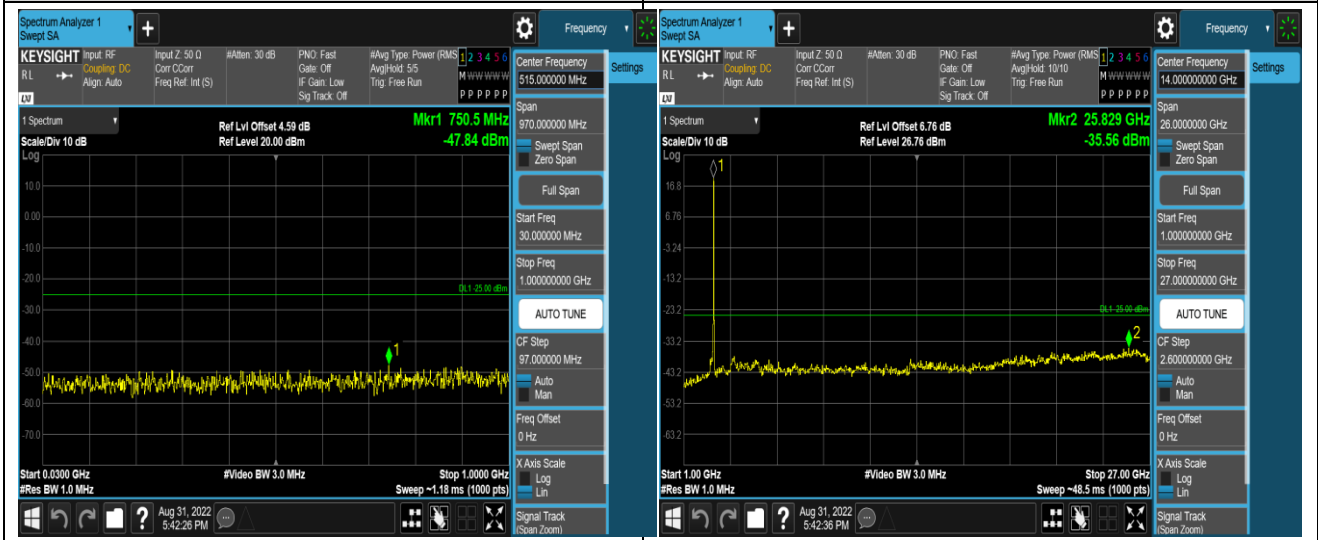 Spectrum Analyzer 1
Swept SA
+
Frequency
KEYSIGHT
RL
Input: RF
Coupling: DC
Align: Auto
Input Z: 50 Ω
Corr CCorr
Freq Ref: Int (S)
#Atten: 30 dB
PNO: Fast
Gate: Off
IF Gain: Low
Sig Track: Off
#Avg Type: Power (RMS
Avg|Hold: 5/5
Trig: Free Run
1 2 3 4 5 6
M W W W W W
P P P P P P
LXI
Center Frequency
515.000000 MHz
Settings
1 Spectrum
Scale/Div 10 dB
Log
Ref Lvl Offset 4.59 dB
Ref Level 20.00 dBm
Mkr1 750.5 MHz
-47.84 dBm
Span
970.000000 MHz
Swept Span
Zero Span
Full Span
Start Freq
30.000000 MHz
Stop Freq
1.000000000 GHz
AUTO TUNE
CF Step
97.000000 MHz
Auto
Man
Freq Offset
0 Hz
X Axis Scale
Log
Lin
Signal Track
(Span Zoom)
10.0
0.00
-10.0
-20.0
-30.0
-40.0
-50.0
-60.0
-70.0
DL1 -25.00 dBm
1
Start 0.0300 GHz
#Res BW 1.0 MHz
#Video BW 3.0 MHz
Stop 1.0000 GHz
Sweep ~1.18 ms (1000 pts)
?
Aug 31, 2022
5:42:26 PM
Spectrum Analyzer 1
Swept SA
+
Frequency
KEYSIGHT
RL
Input: RF
Coupling: DC
Align: Auto
Input Z: 50 Ω
Corr CCorr
Freq Ref: Int (S)
#Atten: 30 dB
PNO: Fast
Gate: Off
IF Gain: Low
Sig Track: Off
#Avg Type: Power (RMS
Avg|Hold: 10/10
Trig: Free Run
1 2 3 4 5 6
M W W W W W
P P P P P P
LXI
Center Frequency
14.000000000 GHz
Settings
1 Spectrum
Scale/Div 10 dB
Log
Ref Lvl Offset 6.76 dB
Ref Level 26.76 dBm
Mkr2 25.829 GHz
-35.56 dBm
Span
26.0000000 GHz
Swept Span
Zero Span
Full Span
Start Freq
1.000000000 GHz
Stop Freq
27.00000000 GHz
AUTO TUNE
CF Step
2.600000000 GHz
Auto
Man
Freq Offset
0 Hz
X Axis Scale
Log
Lin
Signal Track
(Span Zoom)
16.8
6.76
-3.24
-13.2
-23.2
-33.2
-43.2
-53.2
-63.2
1
DL1 -25.00 dBm
2
Start 1.00 GHz
#Res BW 1.0 MHz
#Video BW 3.0 MHz
Stop 27.00 GHz
Sweep ~48.5 ms (1000 pts)
?
Aug 31, 2022
5:42:36 PM